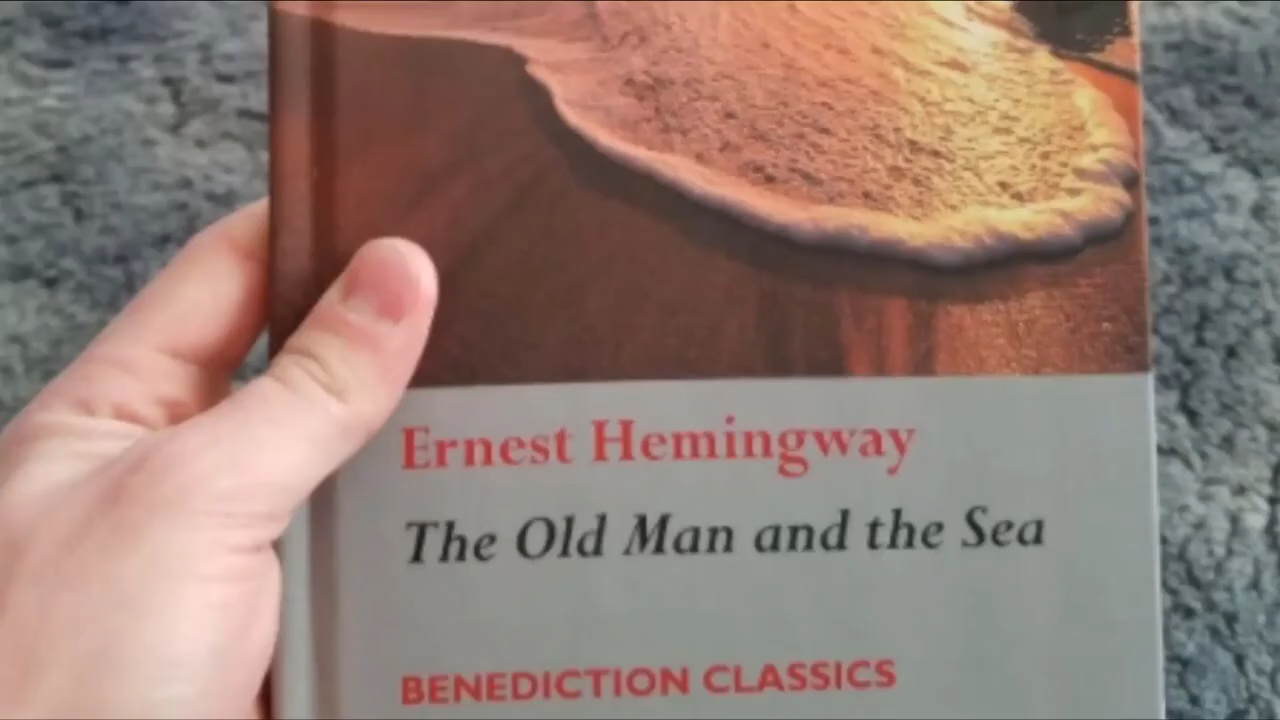 Ernest Hemingway
The Old Man and the Sea
BENEDICTION CLASSICS